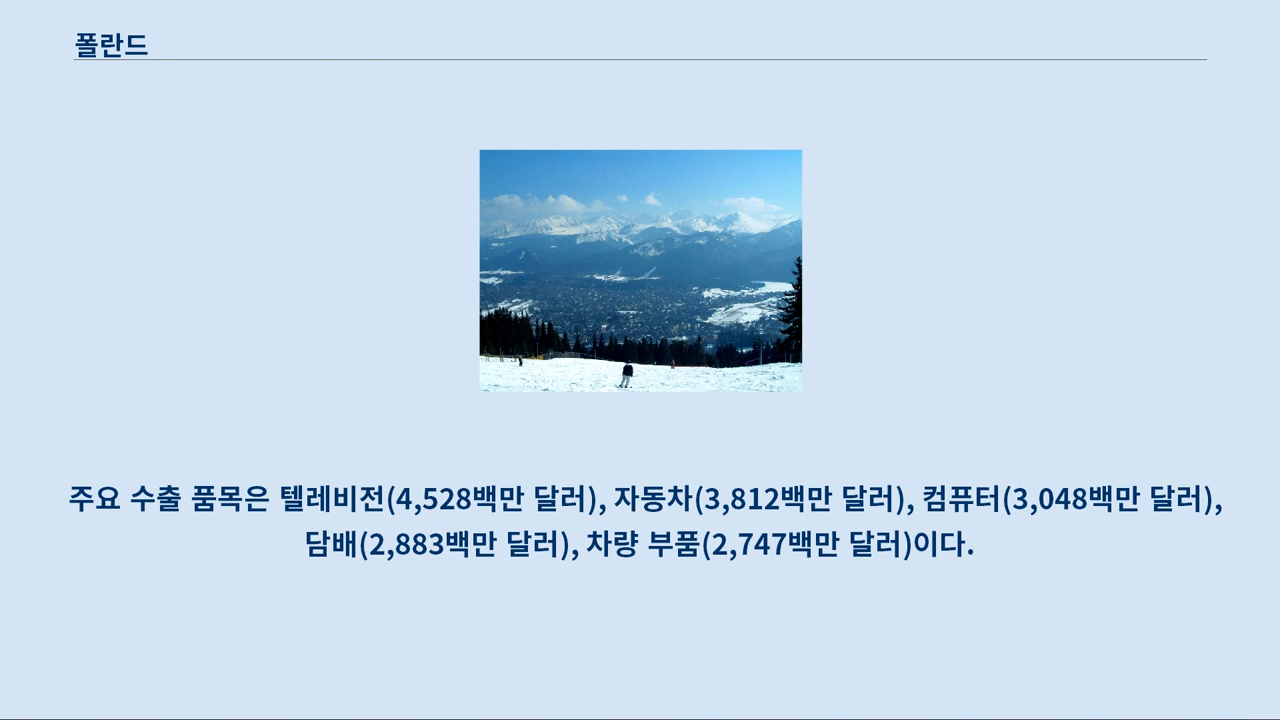 폴란드
주요 수출 품목은 텔레비전(4,528백만 달러), 자동차(3,812백만 달러), 컴퓨터(3,048백만 달러),
담배(2,883백만 달러), 차량 부품(2,747백만 달러)이다.